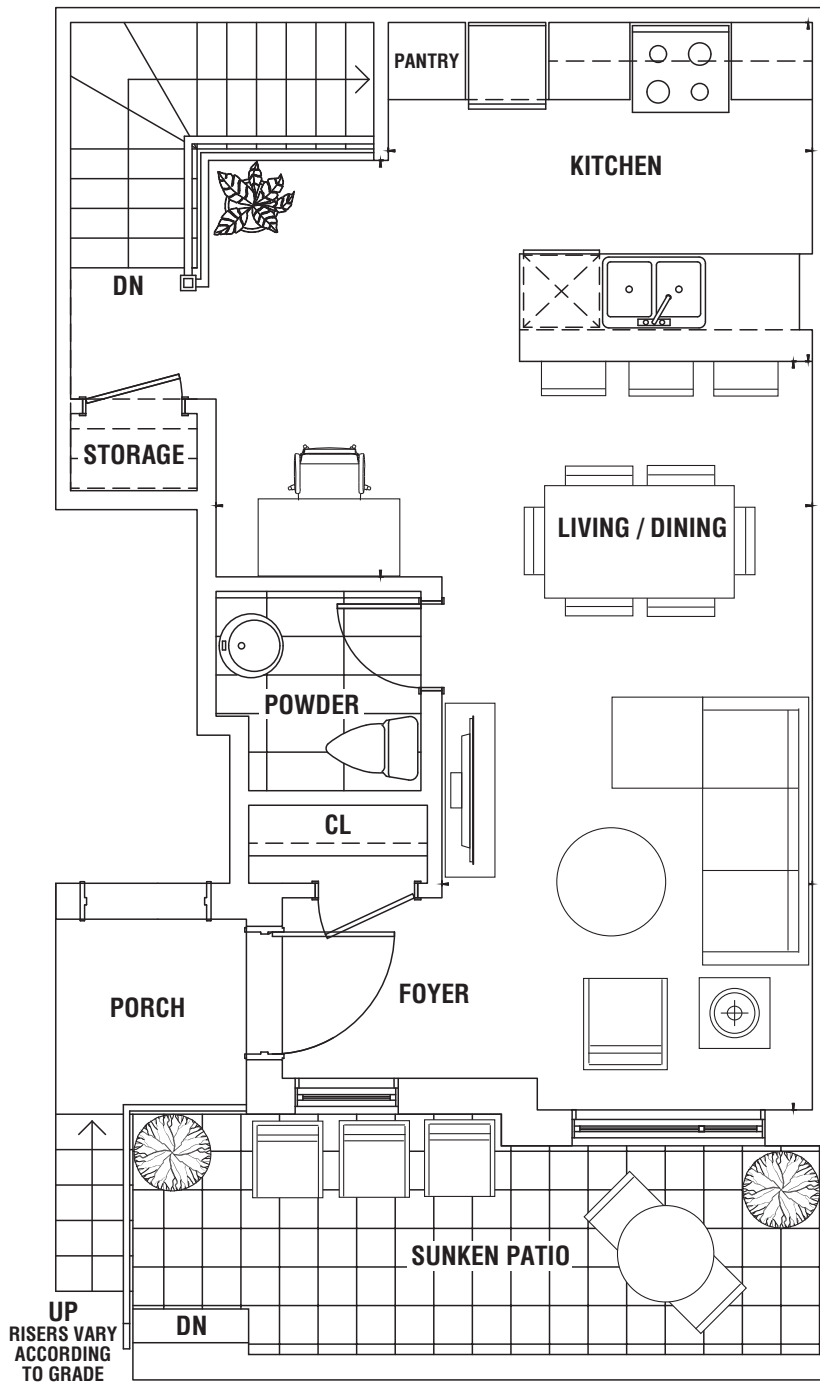 PANTRY
KITCHEN
DN
STORAGE
LIVING / DINING
POWDER
CL
FOYER
PORCH
SUNKEN PATIO
UP
RISERS VARY
ACCORDING
TO GRADE
DN